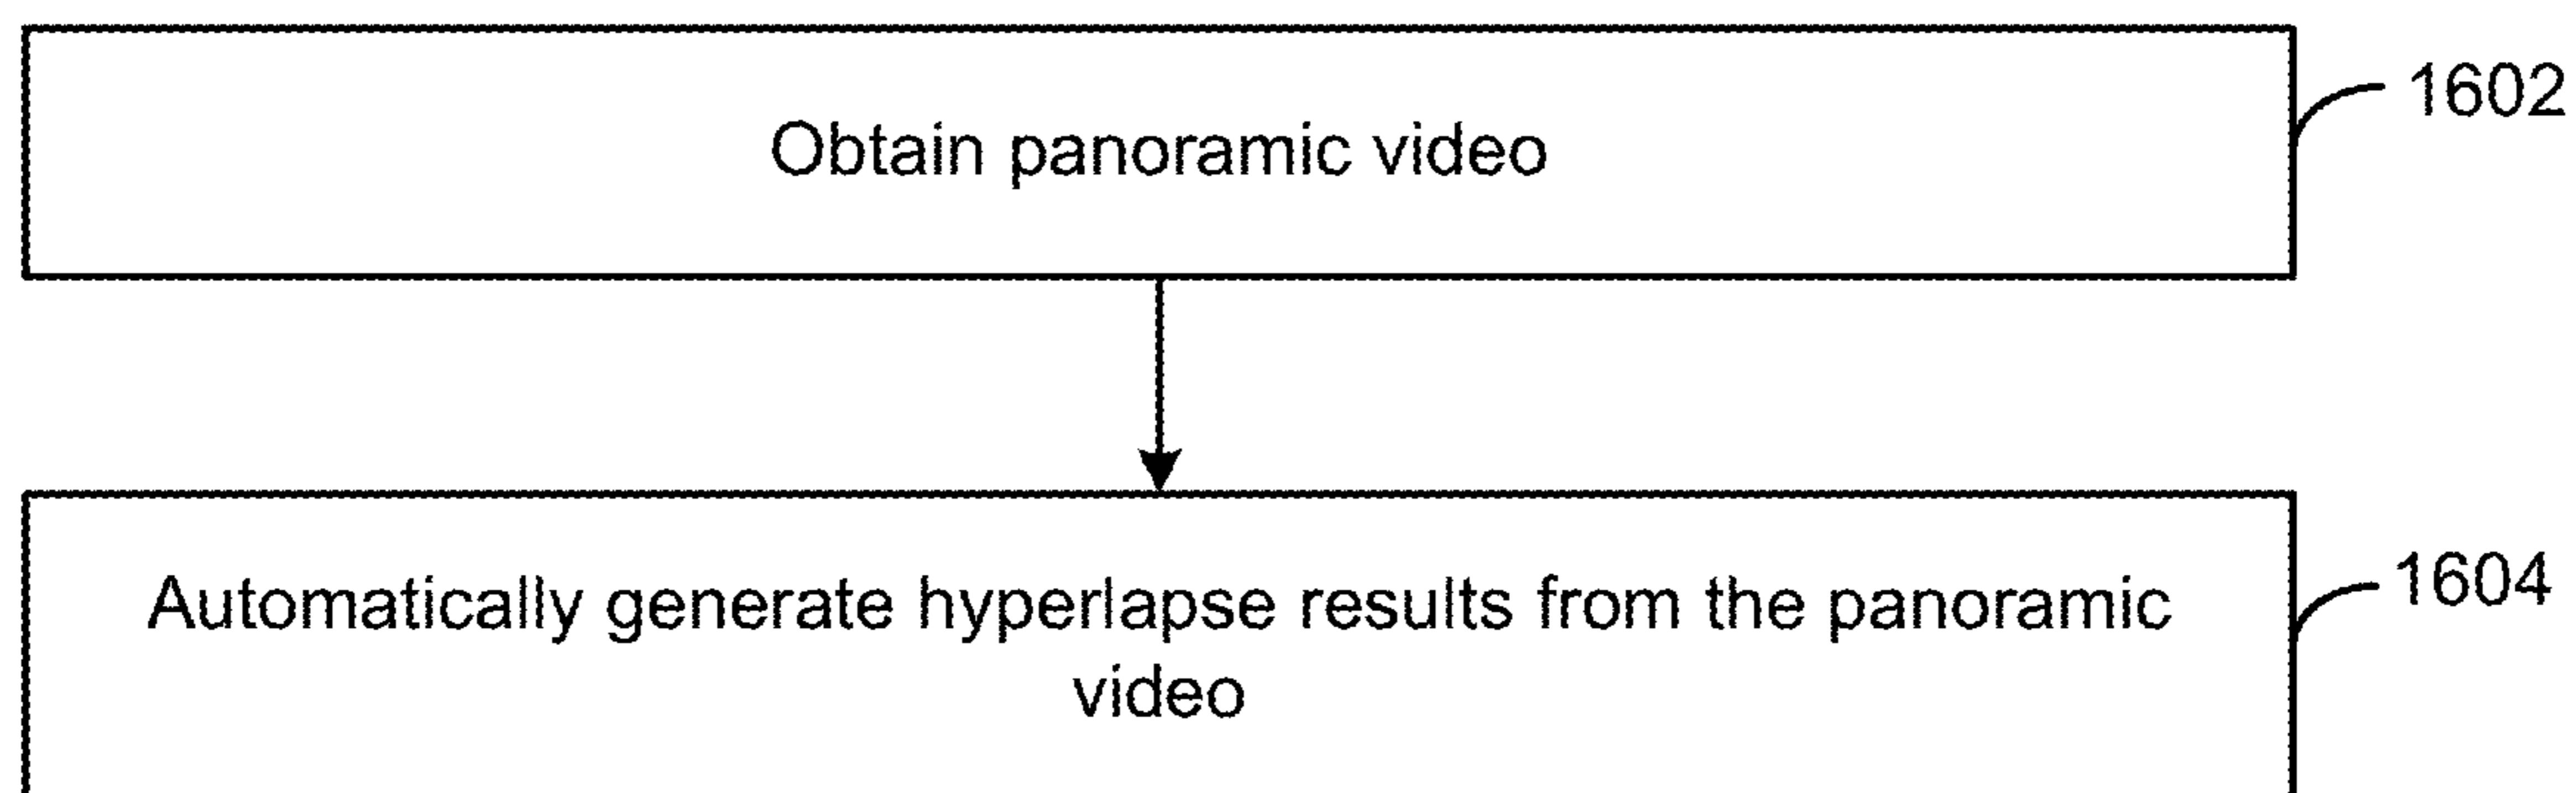 Obtain panoramic video
1602
Automatically generate hyperlapse results from the panoramic
video
1604